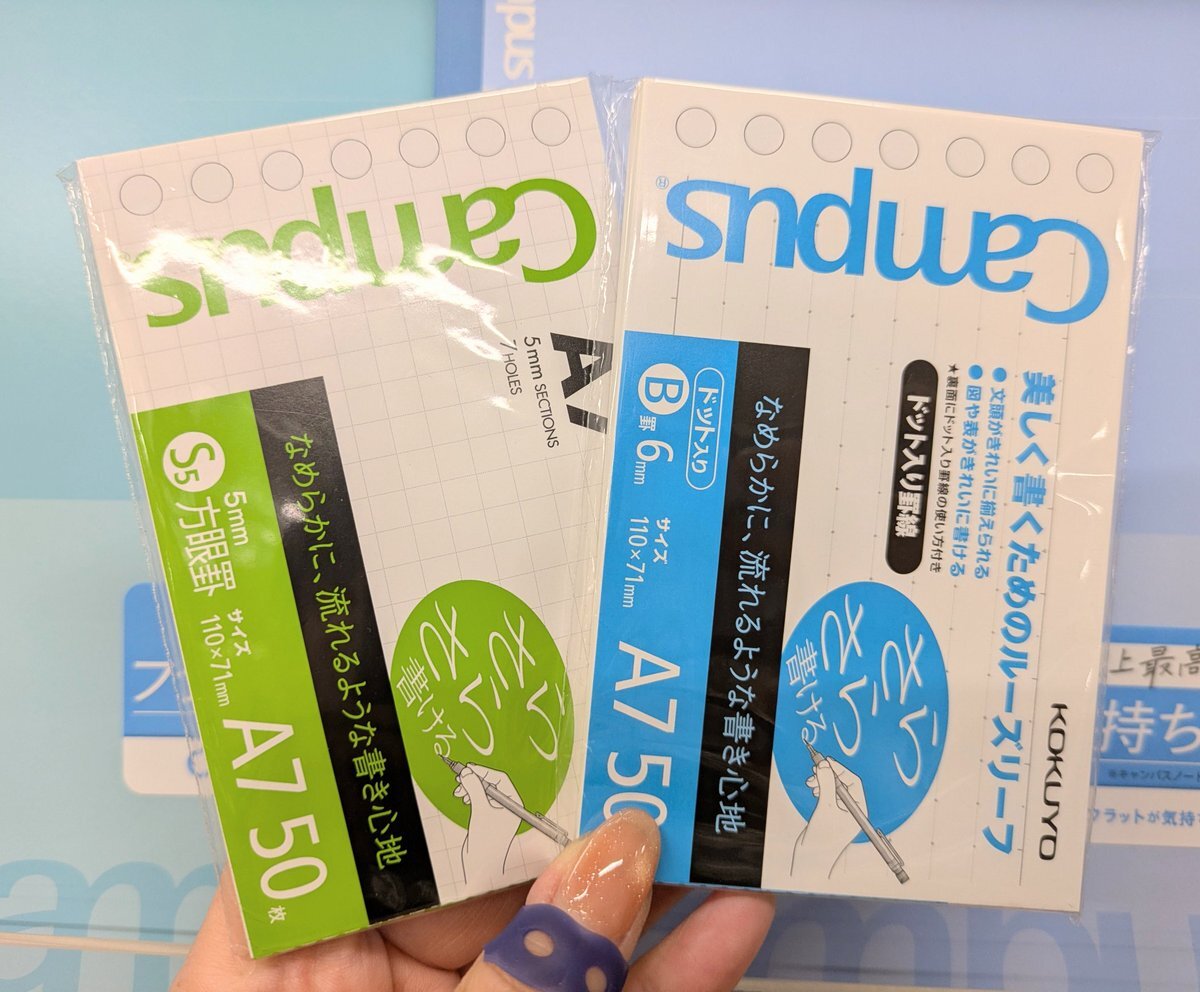 Campus
A7
5mm SECTIONS
7 HOLES
さらさら
書ける
なめらかに、流れるような書き心地
S5
5mm
方眼罫
サイズ
110×71mm
A7 50枚
Campus®
KOKUYO
美しく書くためのルーズリーフ
●文頭がきれいに揃えられる
●図や表がきれいに書ける
★裏面にドット入り罫線の使い方付き
ドット入り罫線
さらさら
書ける
なめらかに、流れるような書き心地
ドット入り
B罫 6mm
サイズ
110×71mm
A7 50
pus
上最高
持ち
※キャンパスノート
フラットが気持ち
am
mpu